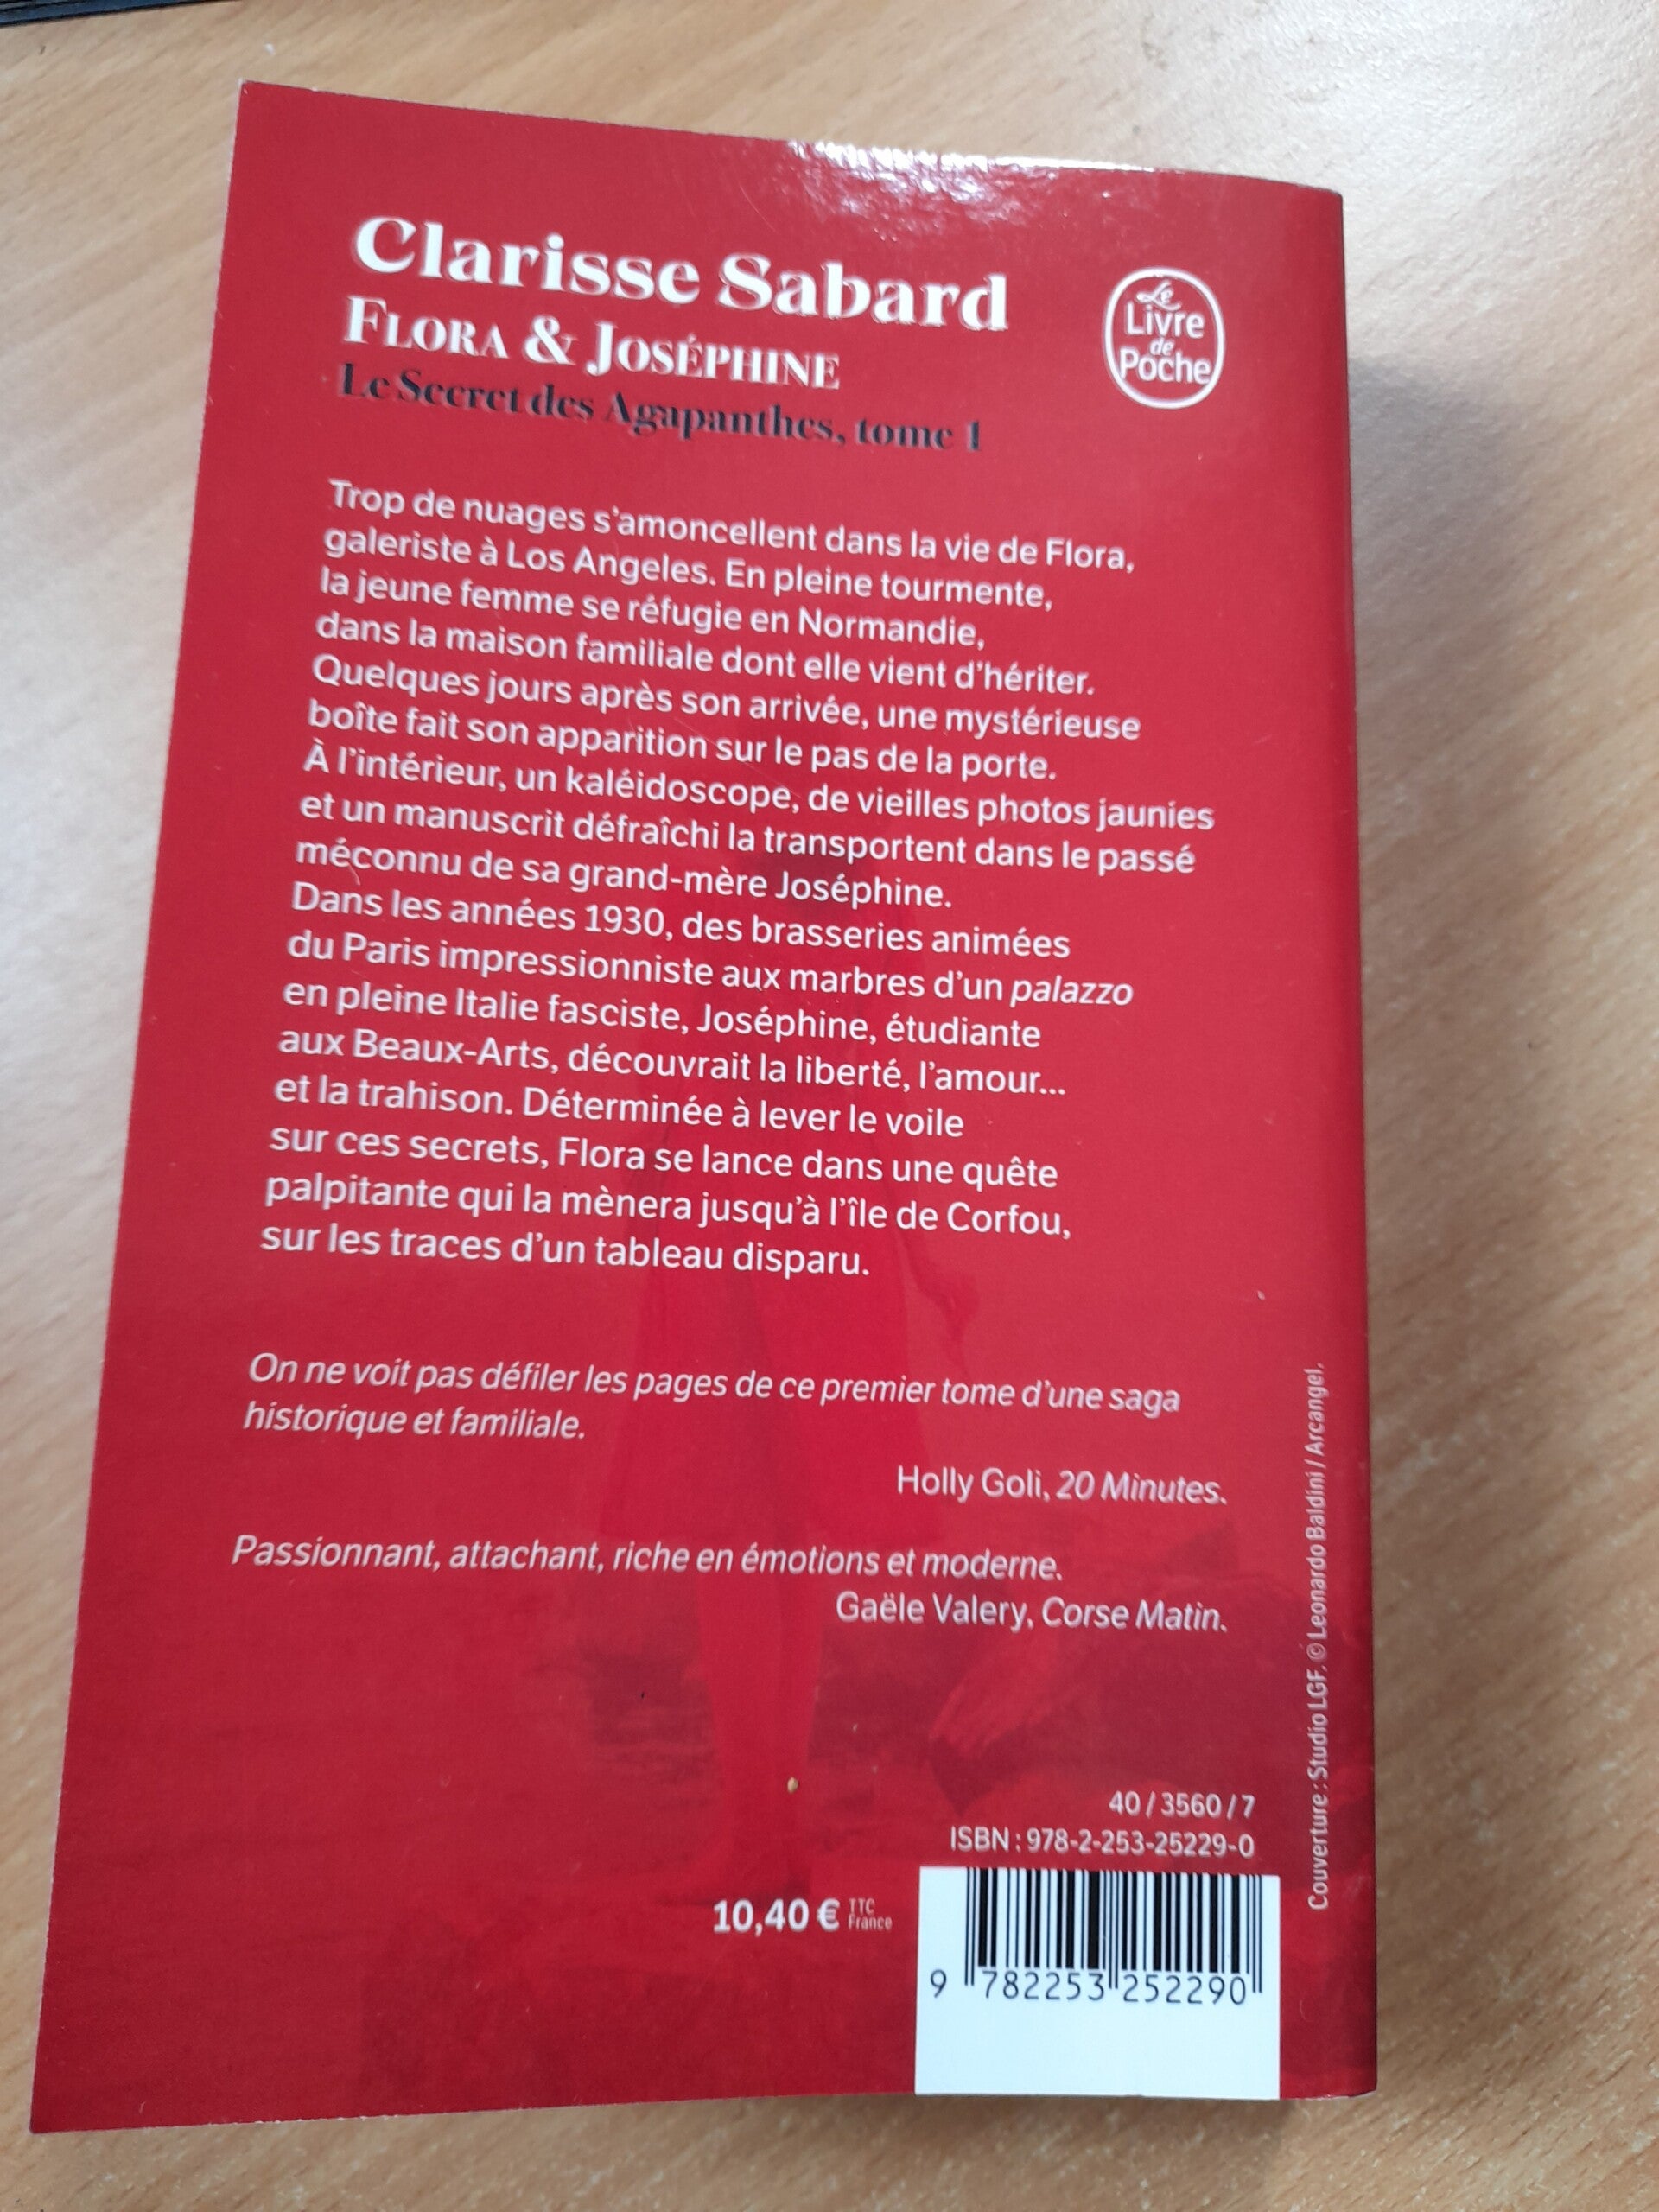 Clarisse Sabard
FLORA & JOSÉPHINE
Le Secret des Agapanthes, tome 1
Le
Livre
de
Poche
Trop de nuages s'amoncellent dans la vie de Flora,
galeriste à Los Angeles. En pleine tourmente,
la jeune femme se réfugie en Normandie,
dans la maison familiale dont elle vient d'hériter.
Quelques jours après son arrivée, une mystérieuse
boîte fait son apparition sur le pas de la porte.
À l'intérieur, un kaléidoscope, de vieilles photos jaunies
et un manuscrit défraîchi la transportent dans le passé
méconnu de sa grand-mère Joséphine.
Dans les années 1930, des brasseries animées
du Paris impressionniste aux marbres d'un palazzo
en pleine Italie fasciste, Joséphine, étudiante
aux Beaux-Arts, découvrait la liberté, l'amour...
et la trahison. Déterminée à lever le voile
sur ces secrets, Flora se lance dans une quête
palpitante qui la mènera jusqu'à l'île de Corfou,
sur les traces d'un tableau disparu.
On ne voit pas défiler les pages de ce premier tome d'une saga
historique et familiale.
Holly Goli, 20 Minutes.
Passionnant, attachant, riche en émotions et moderne.
Gaële Valery, Corse Matin.
Couverture : Studio LGF. © Leonardo Baldini / Arcangel.
40 / 3560 / 7
ISBN : 978-2-253-25229-0
10,40 € TTC
France
9 782253 252290